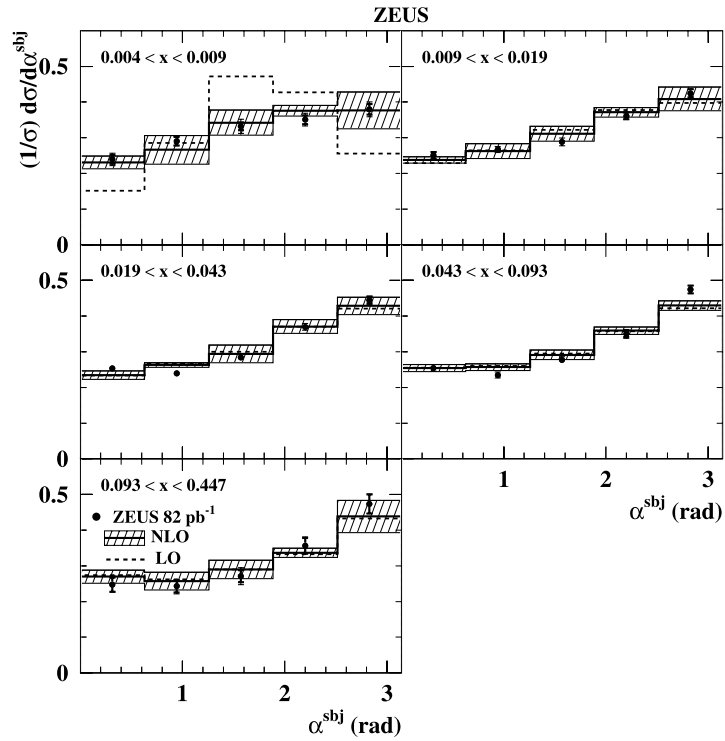 ZEUS
(1/σ) dσ/dα^sbj
0.004 < x < 0.009
0.009 < x < 0.019
0.5
0
0.019 < x < 0.043
0.043 < x < 0.093
0.5
0
0.093 < x < 0.447
1 2 3
0.5
α^sbj (rad)
ZEUS 82 pb^-1
NLO
LO
0
1 2 3
α^sbj (rad)